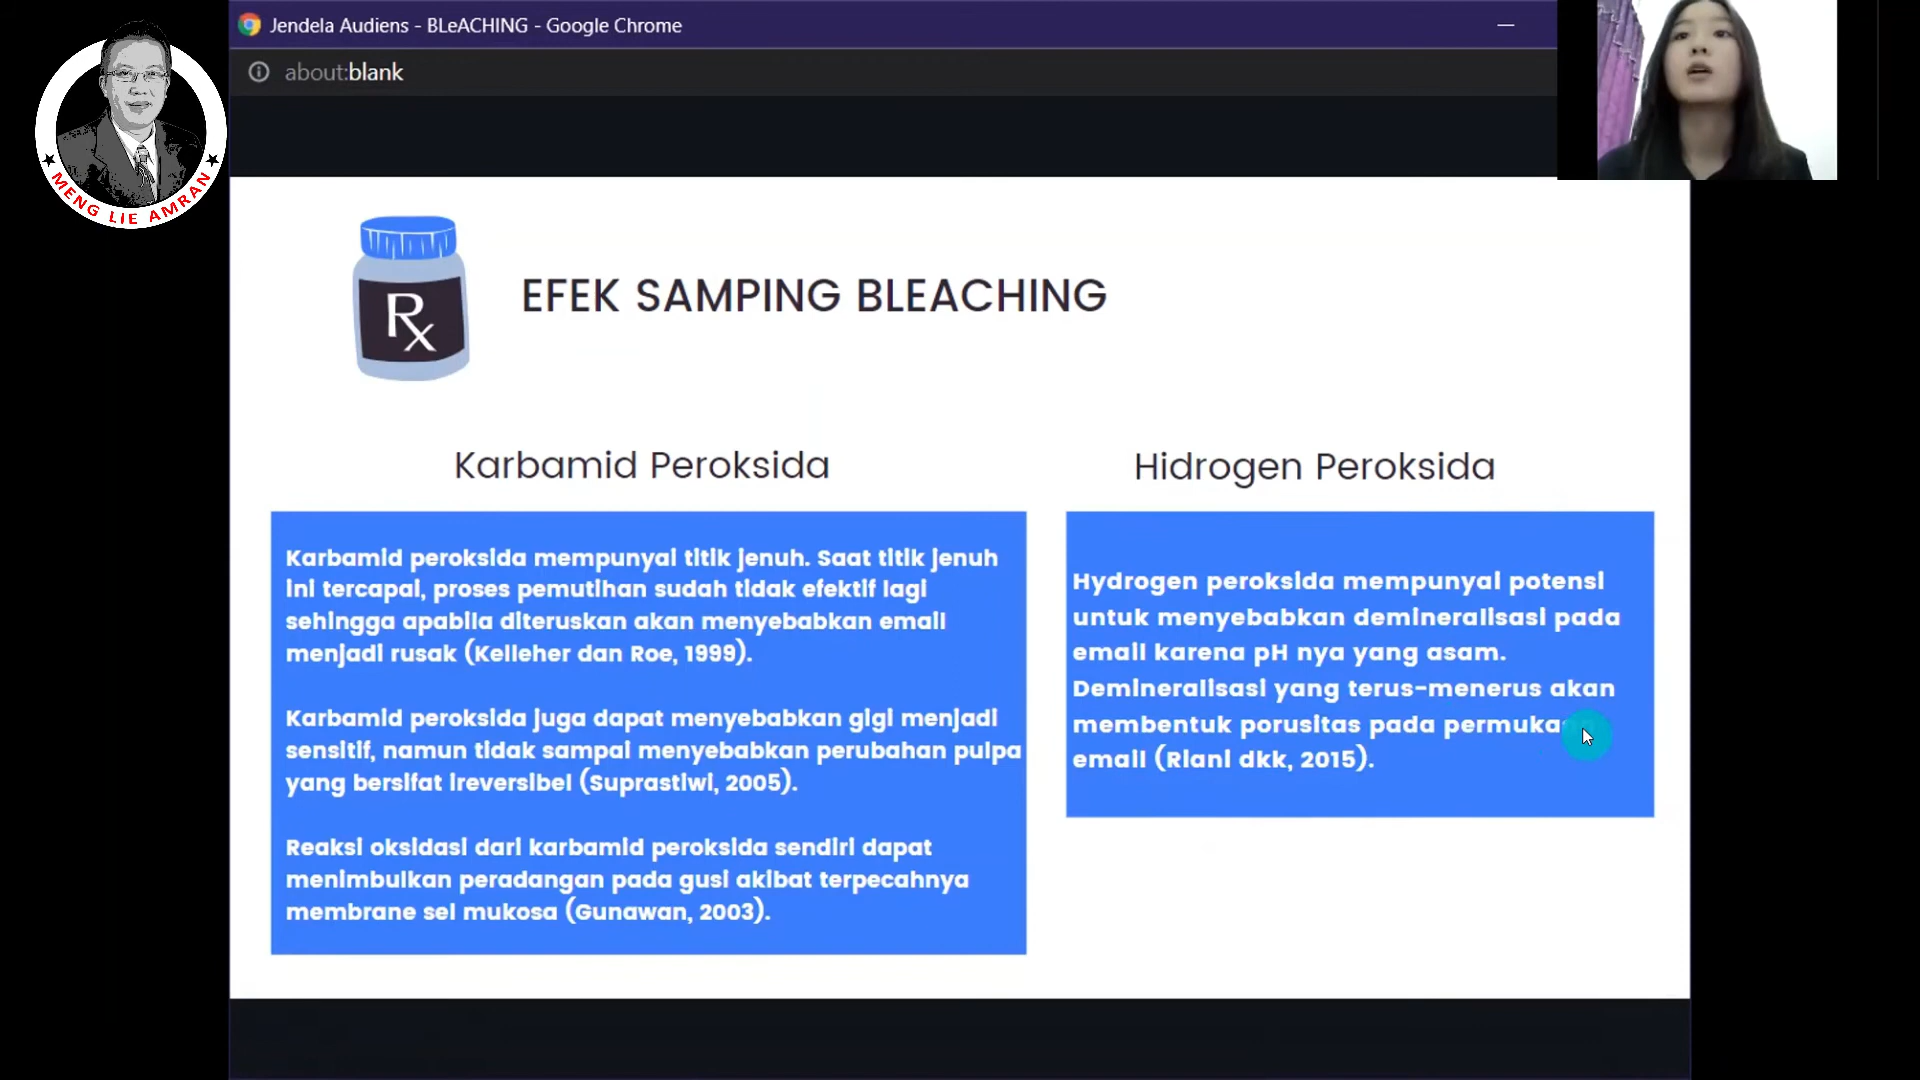 Jendela Audiens - BLeACHING - Google Chrome
about:blank
MENG LIE AMRAN
Rx
EFEK SAMPING BLEACHING
Karbamid Peroksida
Karbamid peroksida mempunyai titik jenuh. Saat titik jenuh
ini tercapai, proses pemutihan sudah tidak efektif lagi
sehingga apabila diteruskan akan menyebabkan email
menjadi rusak (Kelleher dan Roe, 1999).
Karbamid peroksida juga dapat menyebabkan gigi menjadi
sensitif, namun tidak sampai menyebabkan perubahan pulpa
yang bersifat ireversibel (Suprastiwi, 2005).
Reaksi oksidasi dari karbamid peroksida sendiri dapat
menimbulkan peradangan pada gusi akibat terpecahnya
membrane sel mukosa (Gunawan, 2003).
Hidrogen Peroksida
Hydrogen peroksida mempunyai potensi
untuk menyebabkan demineralisasi pada
email karena pH nya yang asam.
Demineralisasi yang terus-menerus akan
membentuk porusitas pada
email (Riani dkk, 2015).